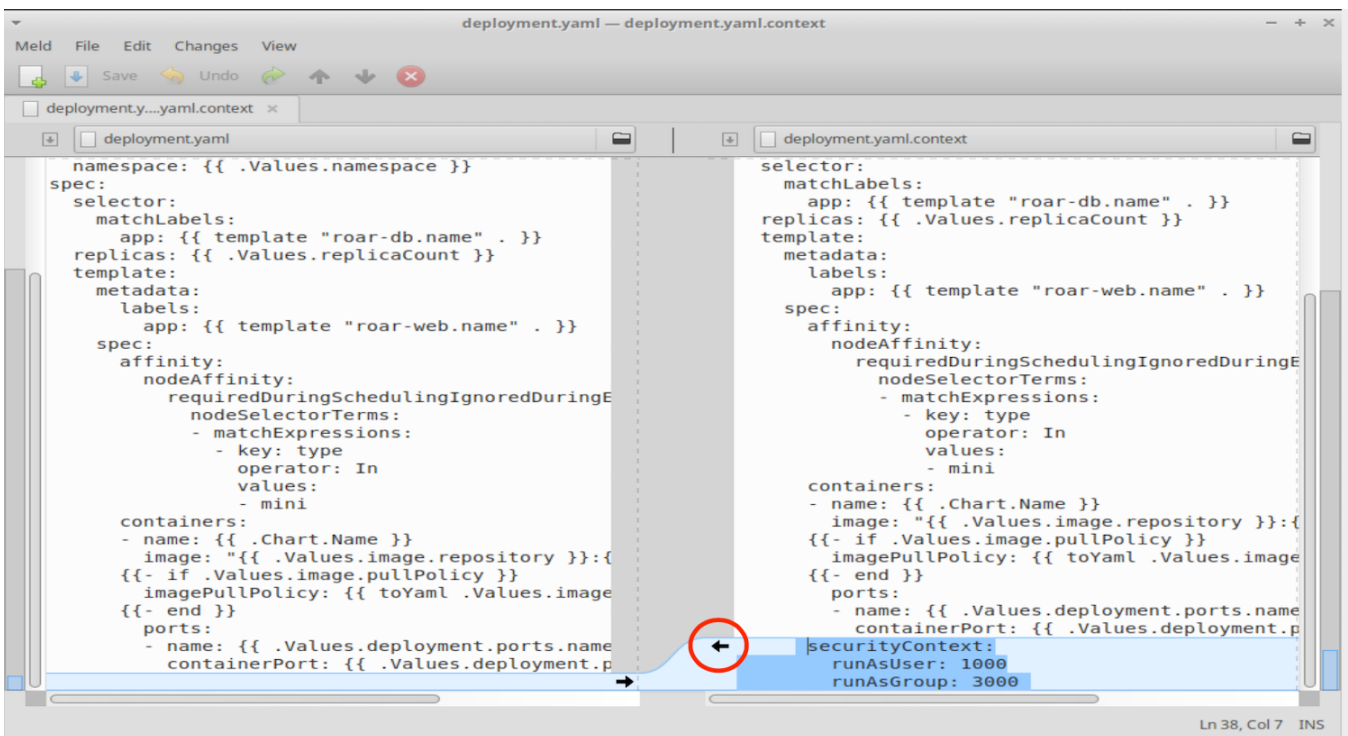 deployment.yaml — deployment.yaml.context
Meld File Edit Changes View
Save Undo
deployment.y....yaml.context
deployment.yaml
namespace: {{ .Values.namespace }}
spec:
selector:
matchLabels:
app: {{ template "roar-db.name" . }}
replicas: {{ .Values.replicaCount }}
template:
metadata:
labels:
app: {{ template "roar-web.name" . }}
spec:
affinity:
nodeAffinity:
requiredDuringSchedulingIgnoredDuringE
nodeSelectorTerms:
- matchExpressions:
- key: type
operator: In
values:
- mini
containers:
- name: {{ .Chart.Name }}
image: "{{ .Values.image.repository }}:{
{{- if .Values.image.pullPolicy }}
imagePullPolicy: {{ toYaml .Values.image
{{- end }}
ports:
- name: {{ .Values.deployment.ports.name
containerPort: {{ .Values.deployment.p
deployment.yaml.context
selector:
matchLabels:
app: {{ template "roar-db.name" . }}
replicas: {{ .Values.replicaCount }}
template:
metadata:
labels:
app: {{ template "roar-web.name" . }}
spec:
affinity:
nodeAffinity:
requiredDuringSchedulingIgnoredDuringE
nodeSelectorTerms:
- matchExpressions:
- key: type
operator: In
values:
- mini
containers:
- name: {{ .Chart.Name }}
image: "{{ .Values.image.repository }}:{
{{- if .Values.image.pullPolicy }}
imagePullPolicy: {{ toYaml .Values.image
{{- end }}
ports:
- name: {{ .Values.deployment.ports.name
containerPort: {{ .Values.deployment.p
securityContext:
runAsUser: 1000
runAsGroup: 3000
Ln 38, Col 7 INS